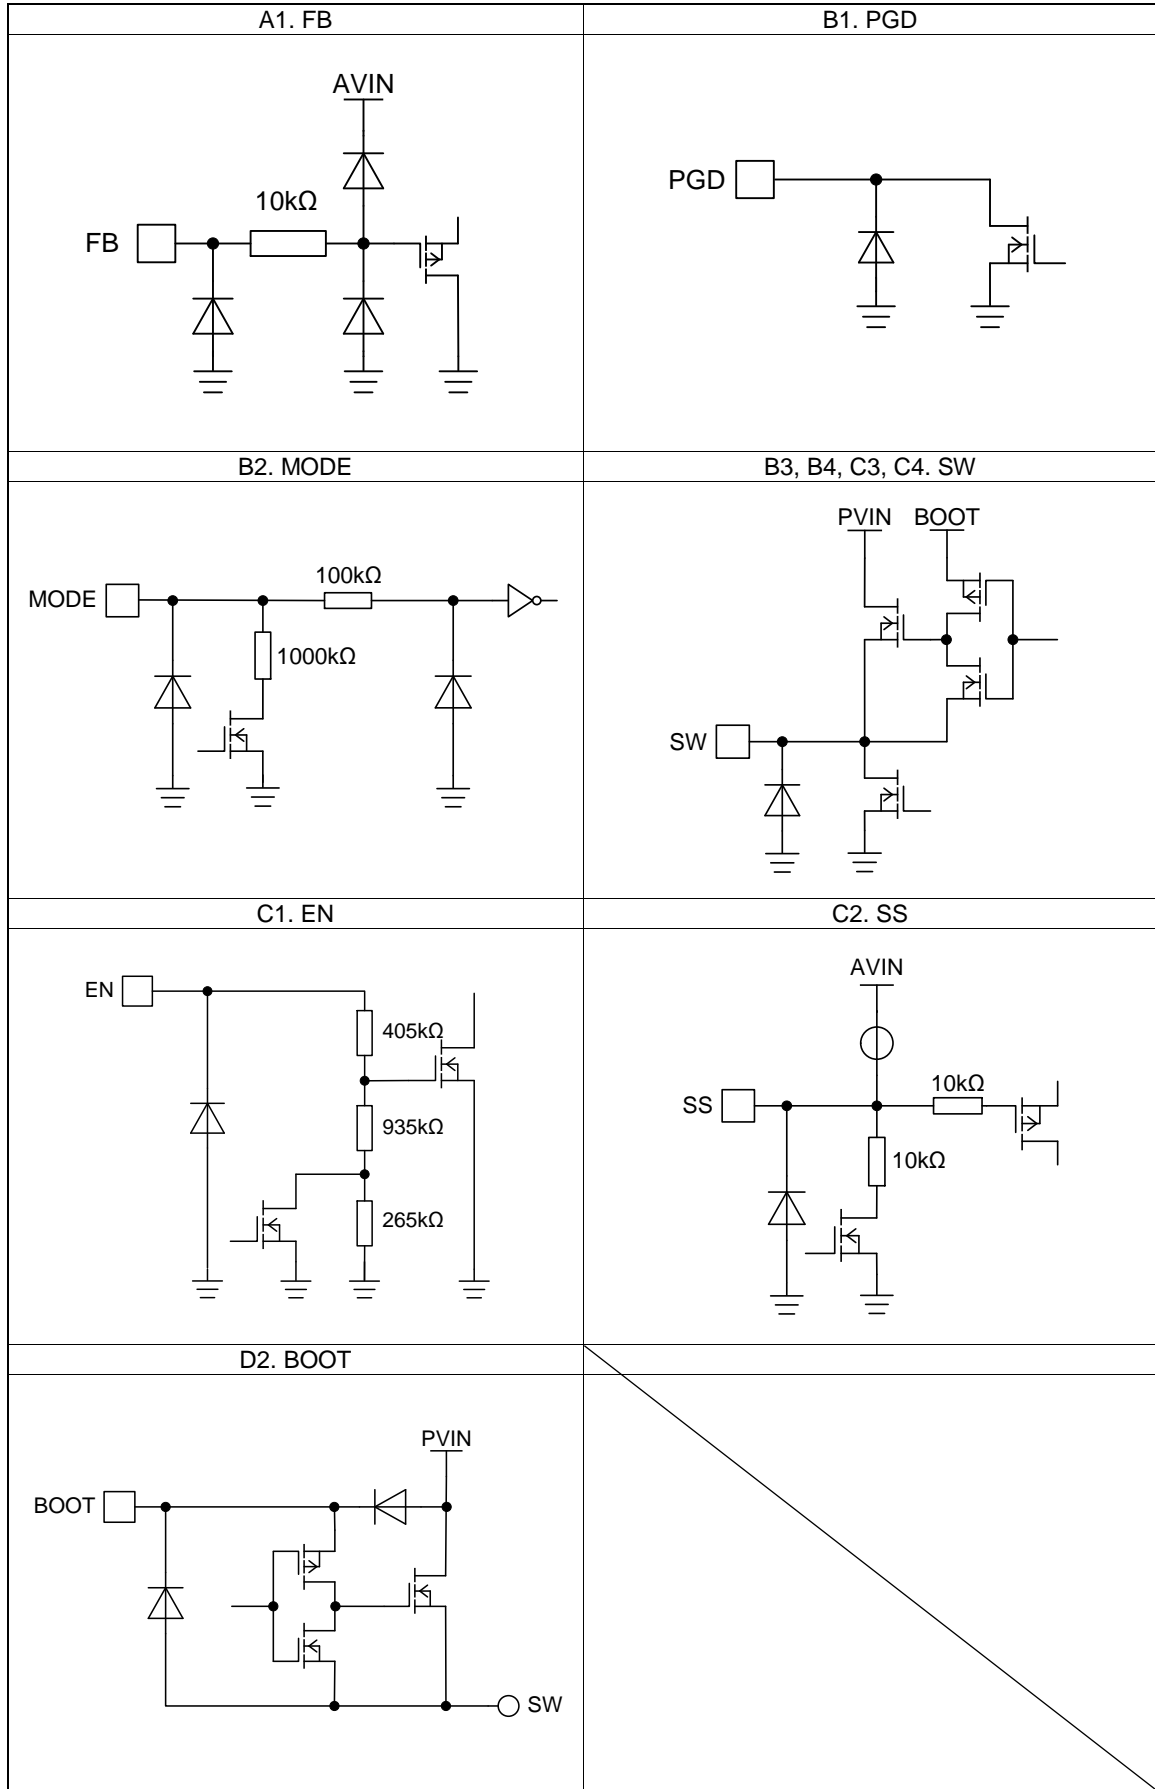 A1. FB
B1. PGD
AVIN
10kΩ
FB
PGD
B2. MODE
B3, B4, C3, C4. SW
MODE
100kΩ
1000kΩ
PVIN BOOT
SW
C1. EN
C2. SS
EN
405kΩ
935kΩ
265kΩ
AVIN
SS
10kΩ
10kΩ
D2. BOOT
PVIN
BOOT
SW